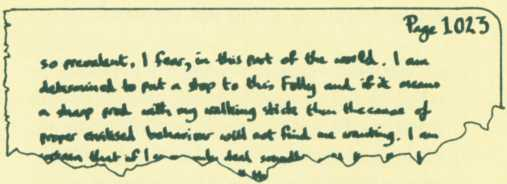 Page 1023
so prevalent, I fear, in this part of the world. I am
determined to put a stop to this Folly and if it means
a sharp prod with my walking stick then the cause of
proper civilised behaviour will not find me wanting. I am
certain that if I can only deal